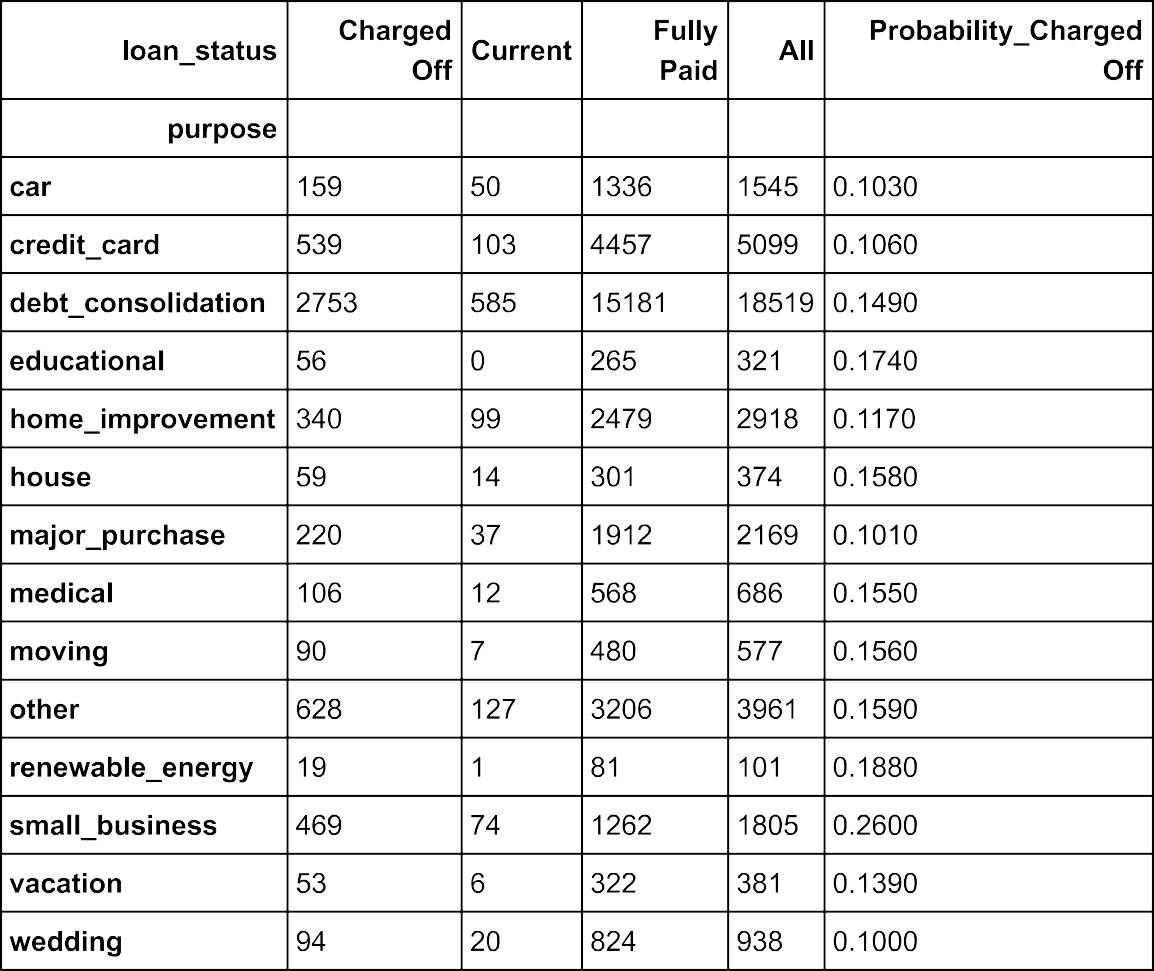 loan_status Charged Off Current Fully Paid All Probability_Charged Off
purpose
car 159 50 1336 1545 0.1030
credit_card 539 103 4457 5099 0.1060
debt_consolidation 2753 585 15181 18519 0.1490
educational 56 0 265 321 0.1740
home_improvement 340 99 2479 2918 0.1170
house 59 14 301 374 0.1580
major_purchase 220 37 1912 2169 0.1010
medical 106 12 568 686 0.1550
moving 90 7 480 577 0.1560
other 628 127 3206 3961 0.1590
renewable_energy 19 1 81 101 0.1880
small_business 469 74 1262 1805 0.2600
vacation 53 6 322 381 0.1390
wedding 94 20 824 938 0.1000